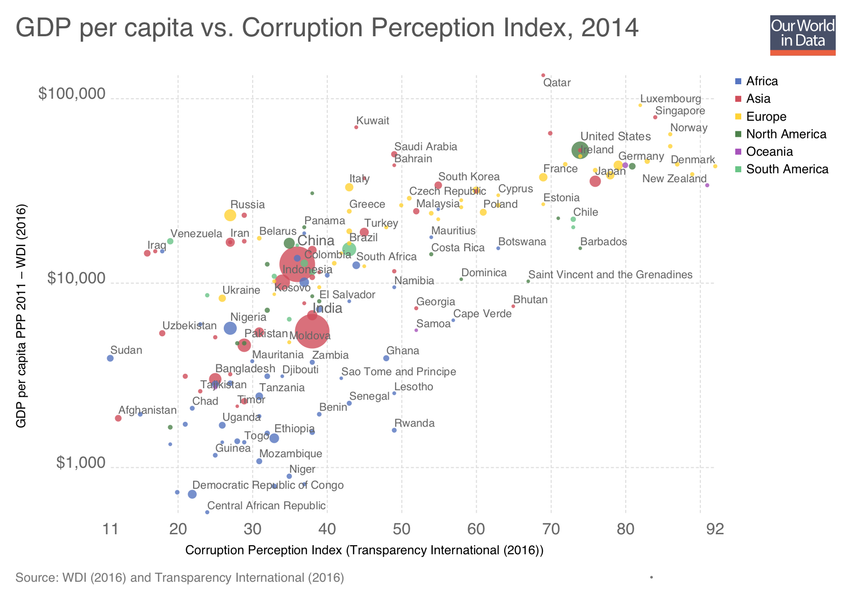 GDP per capita vs. Corruption Perception Index, 2014
Our World
in Data
$100,000
$10,000
$1,000
GDP per capita PPP 2011 – WDI (2016)
Qatar
Luxembourg
Singapore
Kuwait
Norway
United States
Ireland
Saudi Arabia
Bahrain
Germany
Denmark
France
Japan
New Zealand
Italy
South Korea
Czech Republic
Cyprus
Estonia
Russia
Greece
Malaysia
Poland
Chile
Panama
Turkey
Venezuela
Iran
Belarus
Mauritius
Iraq
China
Brazil
Costa Rica
Botswana
Barbados
Colombia
South Africa
Indonesia
Namibia
Dominica
Saint Vincent and the Grenadines
Ukraine
Kosovo
El Salvador
India
Georgia
Bhutan
Cape Verde
Nigeria
Uzbekistan
Samoa
Pakistan
Moldova
Sudan
Mauritania
Zambia
Ghana
Bangladesh
Djibouti
Sao Tome and Principe
Tajikistan
Tanzania
Lesotho
Afghanistan
Chad
Timor
Senegal
Benin
Uganda
Rwanda
Togo
Ethiopia
Guinea
Mozambique
Niger
Democratic Republic of Congo
Central African Republic
11 20 30 40 50 60 70 80 92
Corruption Perception Index (Transparency International (2016))
Africa
Asia
Europe
North America
Oceania
South America
Source: WDI (2016) and Transparency International (2016)